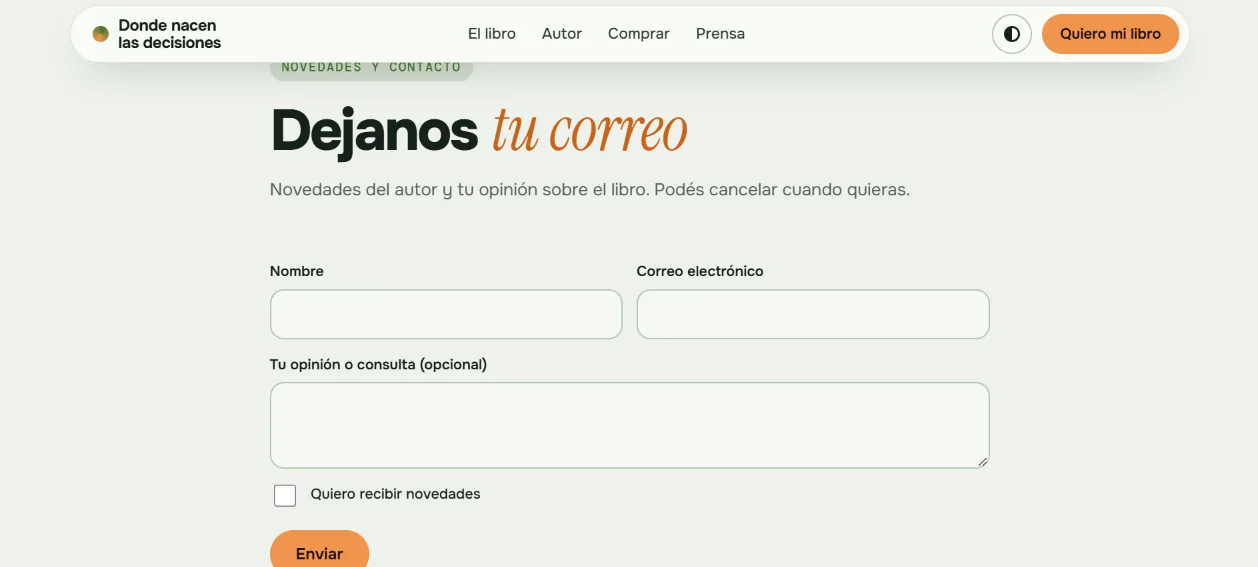 Donde nacen
las decisiones
El libro
Autor
Comprar
Prensa
Quiero mi libro
NOVEDADES Y CONTACTO
Dejanos tu correo
Novedades del autor y tu opinión sobre el libro. Podés cancelar cuando quieras.
Nombre
Correo electrónico
Tu opinión o consulta (opcional)
Quiero recibir novedades
Enviar